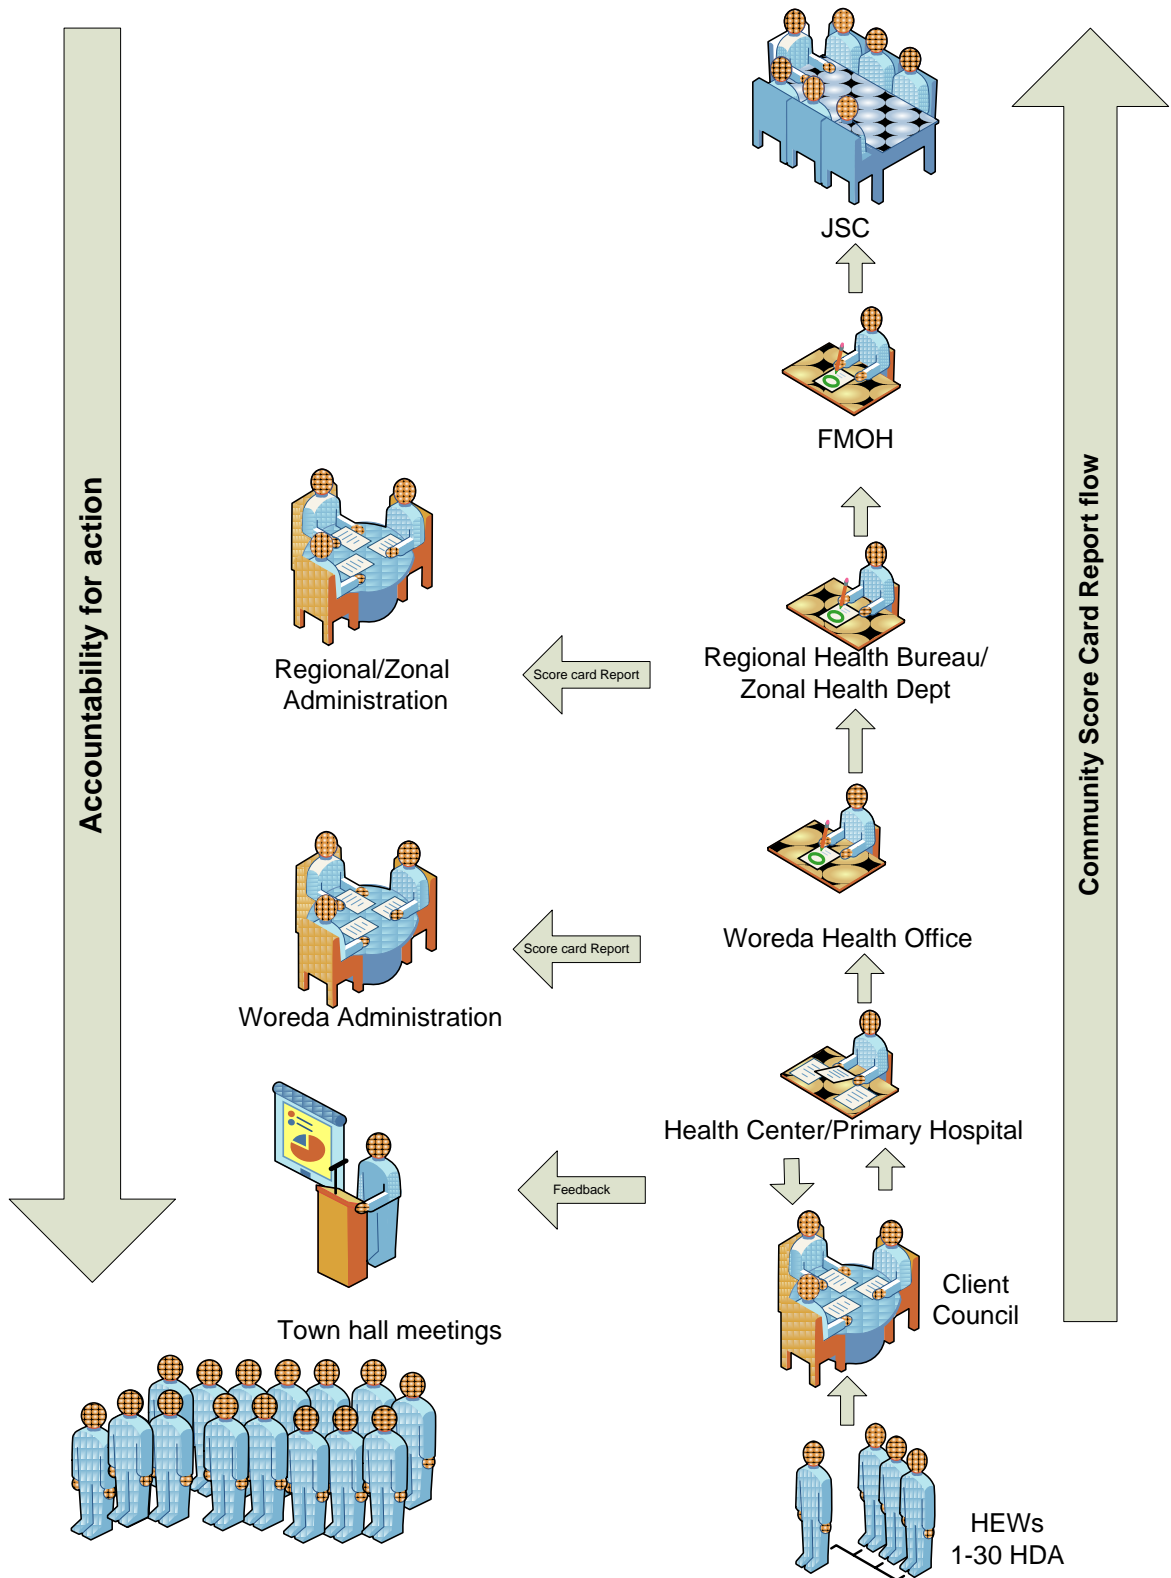 JSC
FMOH
Accountability for action
Community Score Card Report flow
Regional/Zonal
Administration
Score card Report
Regional Health Bureau/
Zonal Health Dept
Woreda Administration
Score card Report
Woreda Health Office
Health Center/Primary Hospital
Feedback
Town hall meetings
Client
Council
HEWs
1-30 HDA